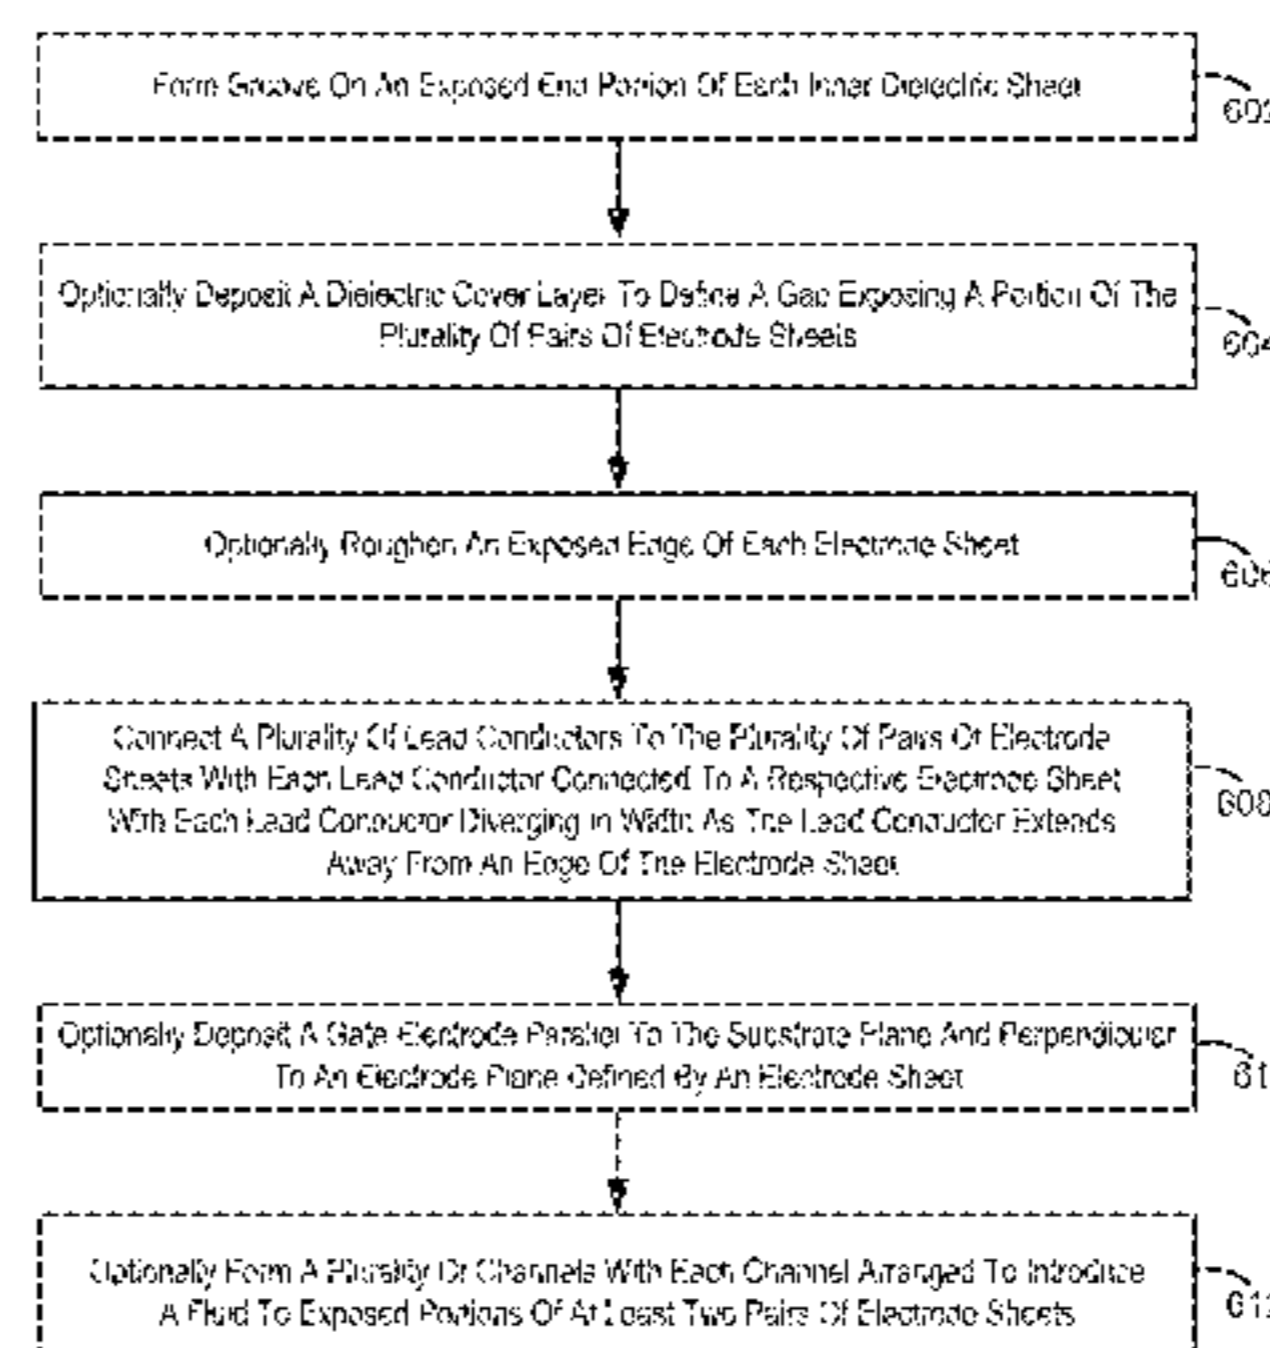 Form Groove On An Exposed End Portion Of Each Inner Dielectric Sheet
602
Optionally Deposit A Dielectric Cover Layer To Define A Gap Exposing A Portion Of The
Plurality Of Pairs Of Electrode Sheets
604
Optionally Roughen An Exposed Edge Of Each Electrode Sheet
606
Connect A Plurality Of Lead Conductors To The Plurality Of Pairs Of Electrode
Sheets With Each Lead Conductor Connected To A Respective Electrode Sheet
With Each Lead Conductor Diverging In Width As The Lead Conductor Extends
Away From An Edge Of The Electrode Sheet
608
Optionally Deposit A Gate Electrode Parallel To The Substrate Plane And Perpendicular
To An Electrode Plane Defined By An Electrode Sheet
61
Optionally Form A Plurality Of Channels With Each Channel Arranged To Introduce
A Fluid To Exposed Portions Of At Least Two Pairs Of Electrode Sheets
612